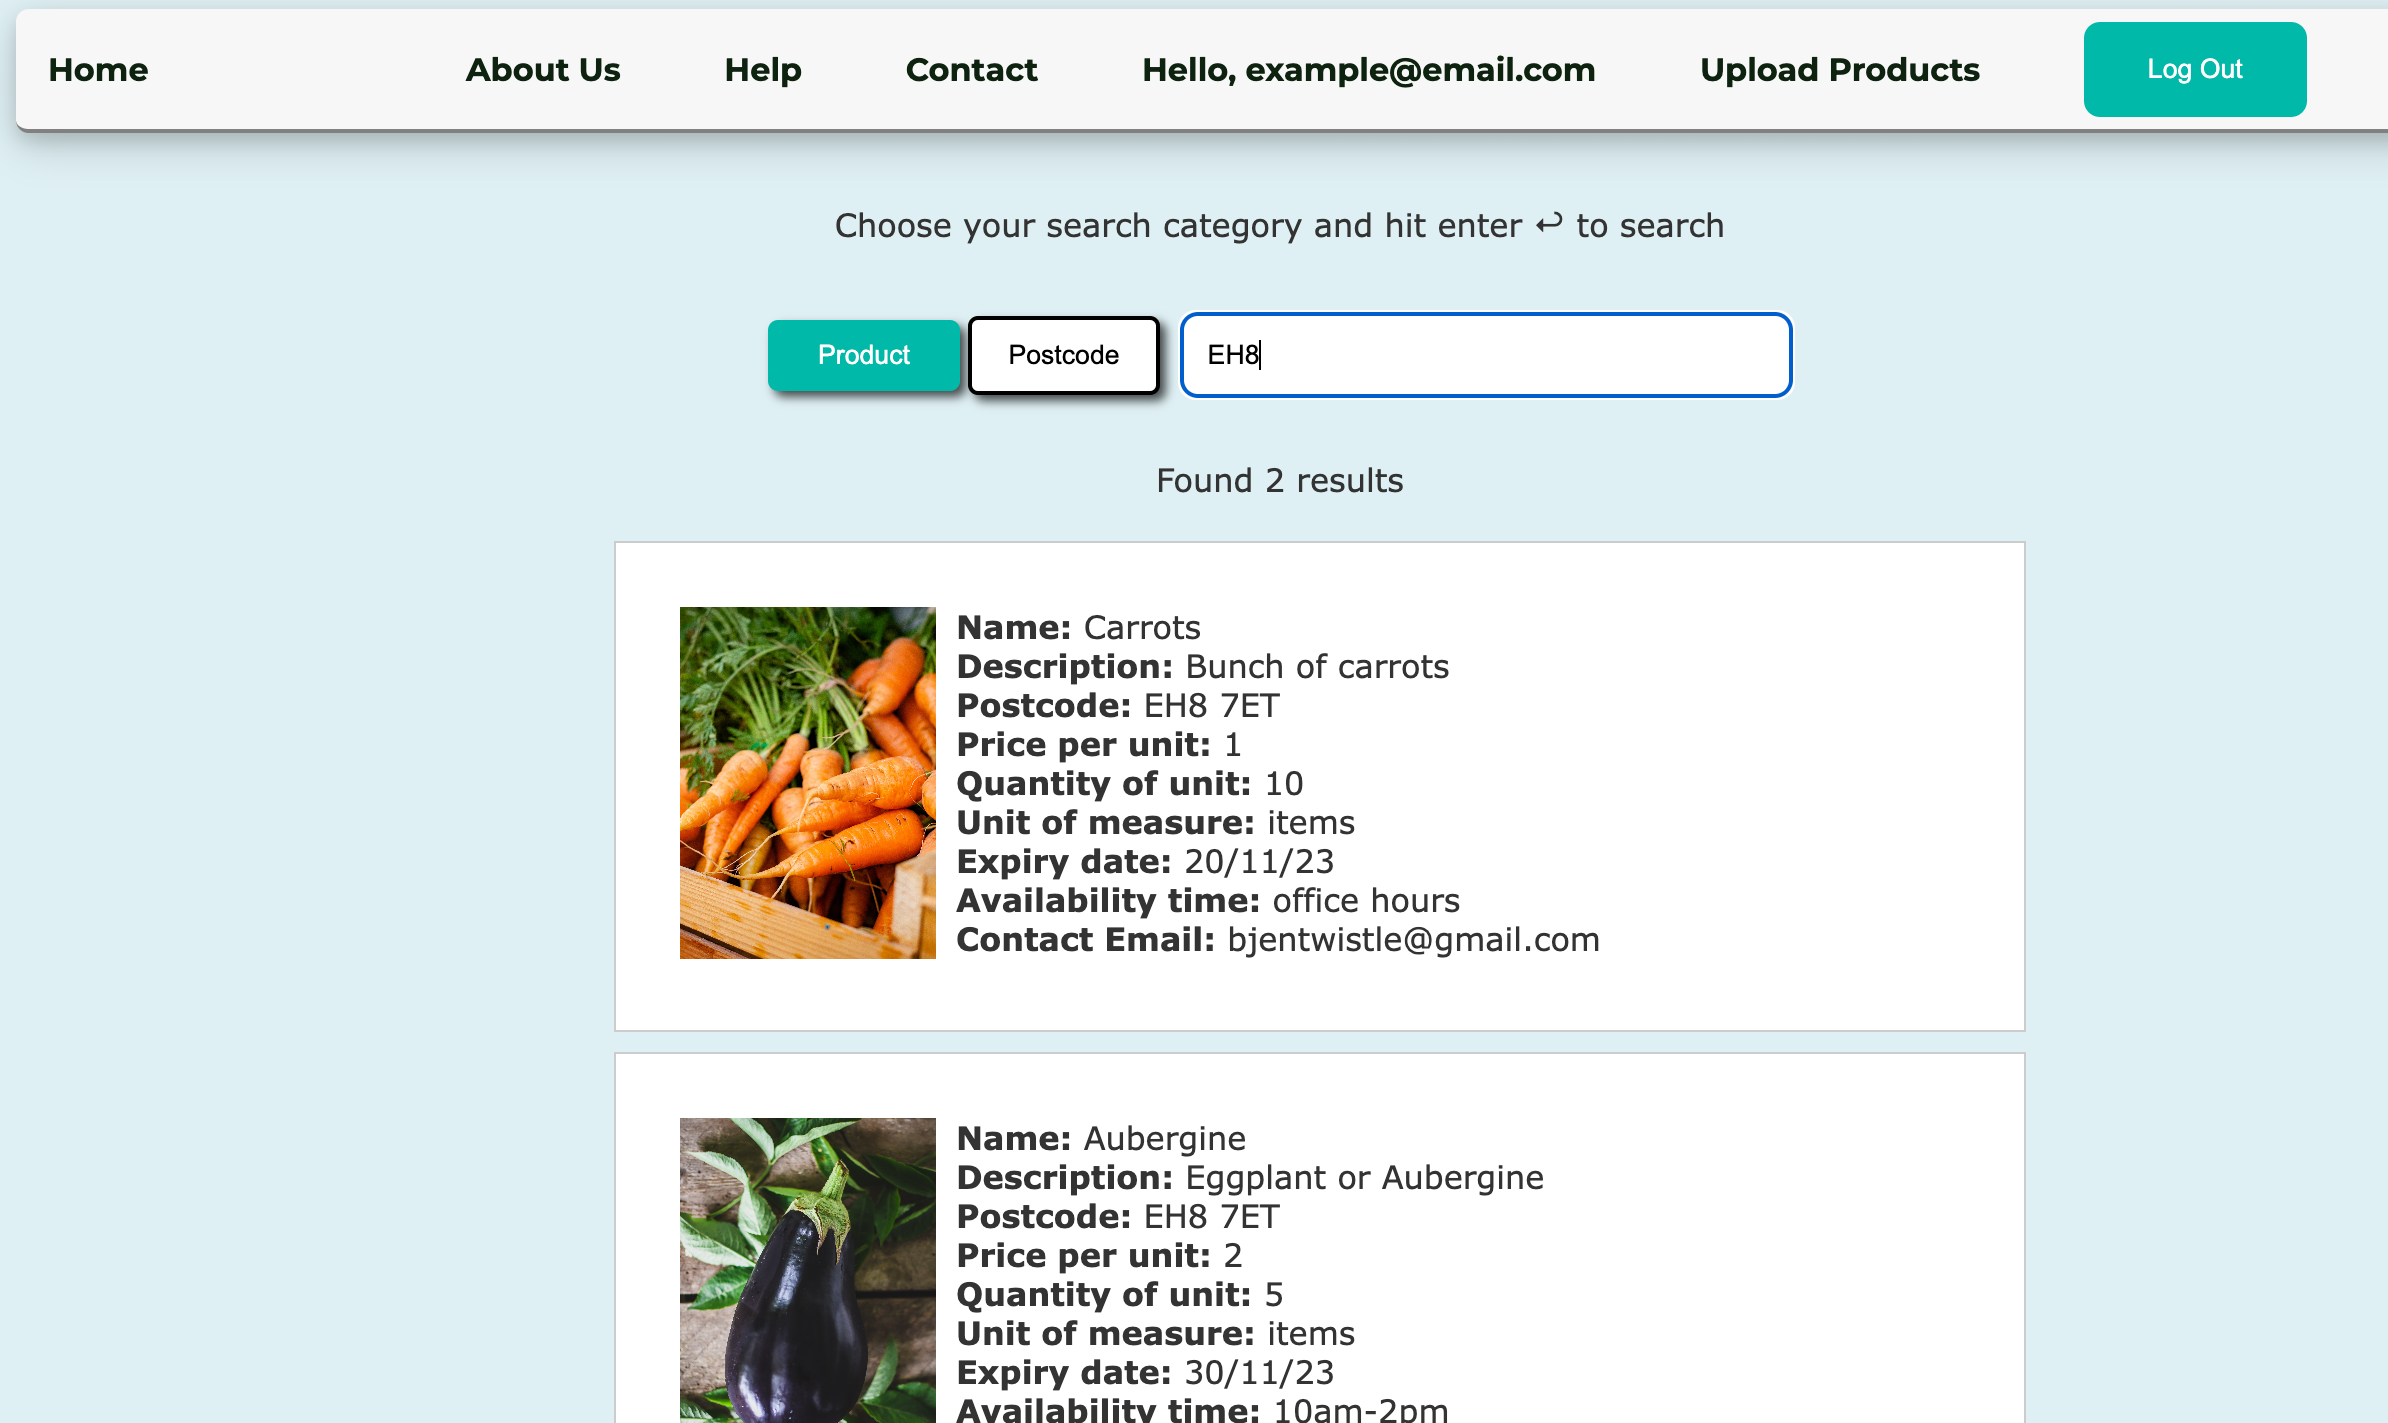 Home About Us Help Contact Hello, example@email.com Upload Products Log Out
Choose your search category and hit enter ↩ to search
Product Postcode EH8
Found 2 results
Name: Carrots
Description: Bunch of carrots
Postcode: EH8 7ET
Price per unit: 1
Quantity of unit: 10
Unit of measure: items
Expiry date: 20/11/23
Availability time: office hours
Contact Email: bjentwistle@gmail.com
Name: Aubergine
Description: Eggplant or Aubergine
Postcode: EH8 7ET
Price per unit: 2
Quantity of unit: 5
Unit of measure: items
Expiry date: 30/11/23
Availability time: 10am-2pm